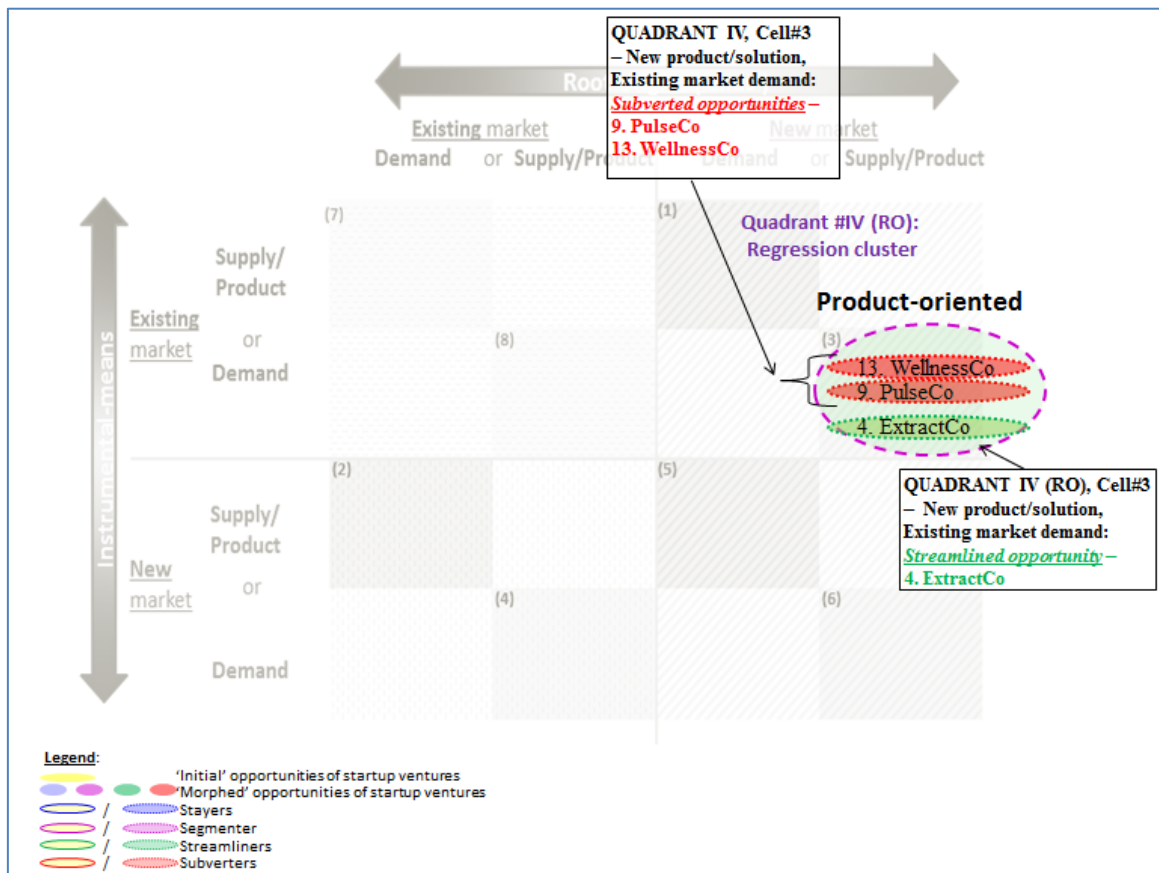 QUADRANT IV, Cell#3
– New product/solution,
Existing market demand:
Subverted opportunities –
9. PulseCo
13. WellnessCo
Roo
Existing market
New market
Demand or Supply/Product
Demand or Supply/Product
(7)
(1)
Quadrant #IV (RO):
Regression cluster
Supply/
Product
Existing
market
or
Demand
(8)
Product-oriented
(3)
13. WellnessCo
9. PulseCo
4. ExtractCo
Instrumental-means
(2)
(5)
QUADRANT IV (RO), Cell#3
– New product/solution,
Existing market demand:
Streamlined opportunity –
4. ExtractCo
Supply/
Product
New
market
or
(4)
(6)
Demand
Legend:
'Initial' opportunities of startup ventures
'Morphed' opportunities of startup ventures
/ Stayers
/ Segmenter
/ Streamliners
/ Subverters